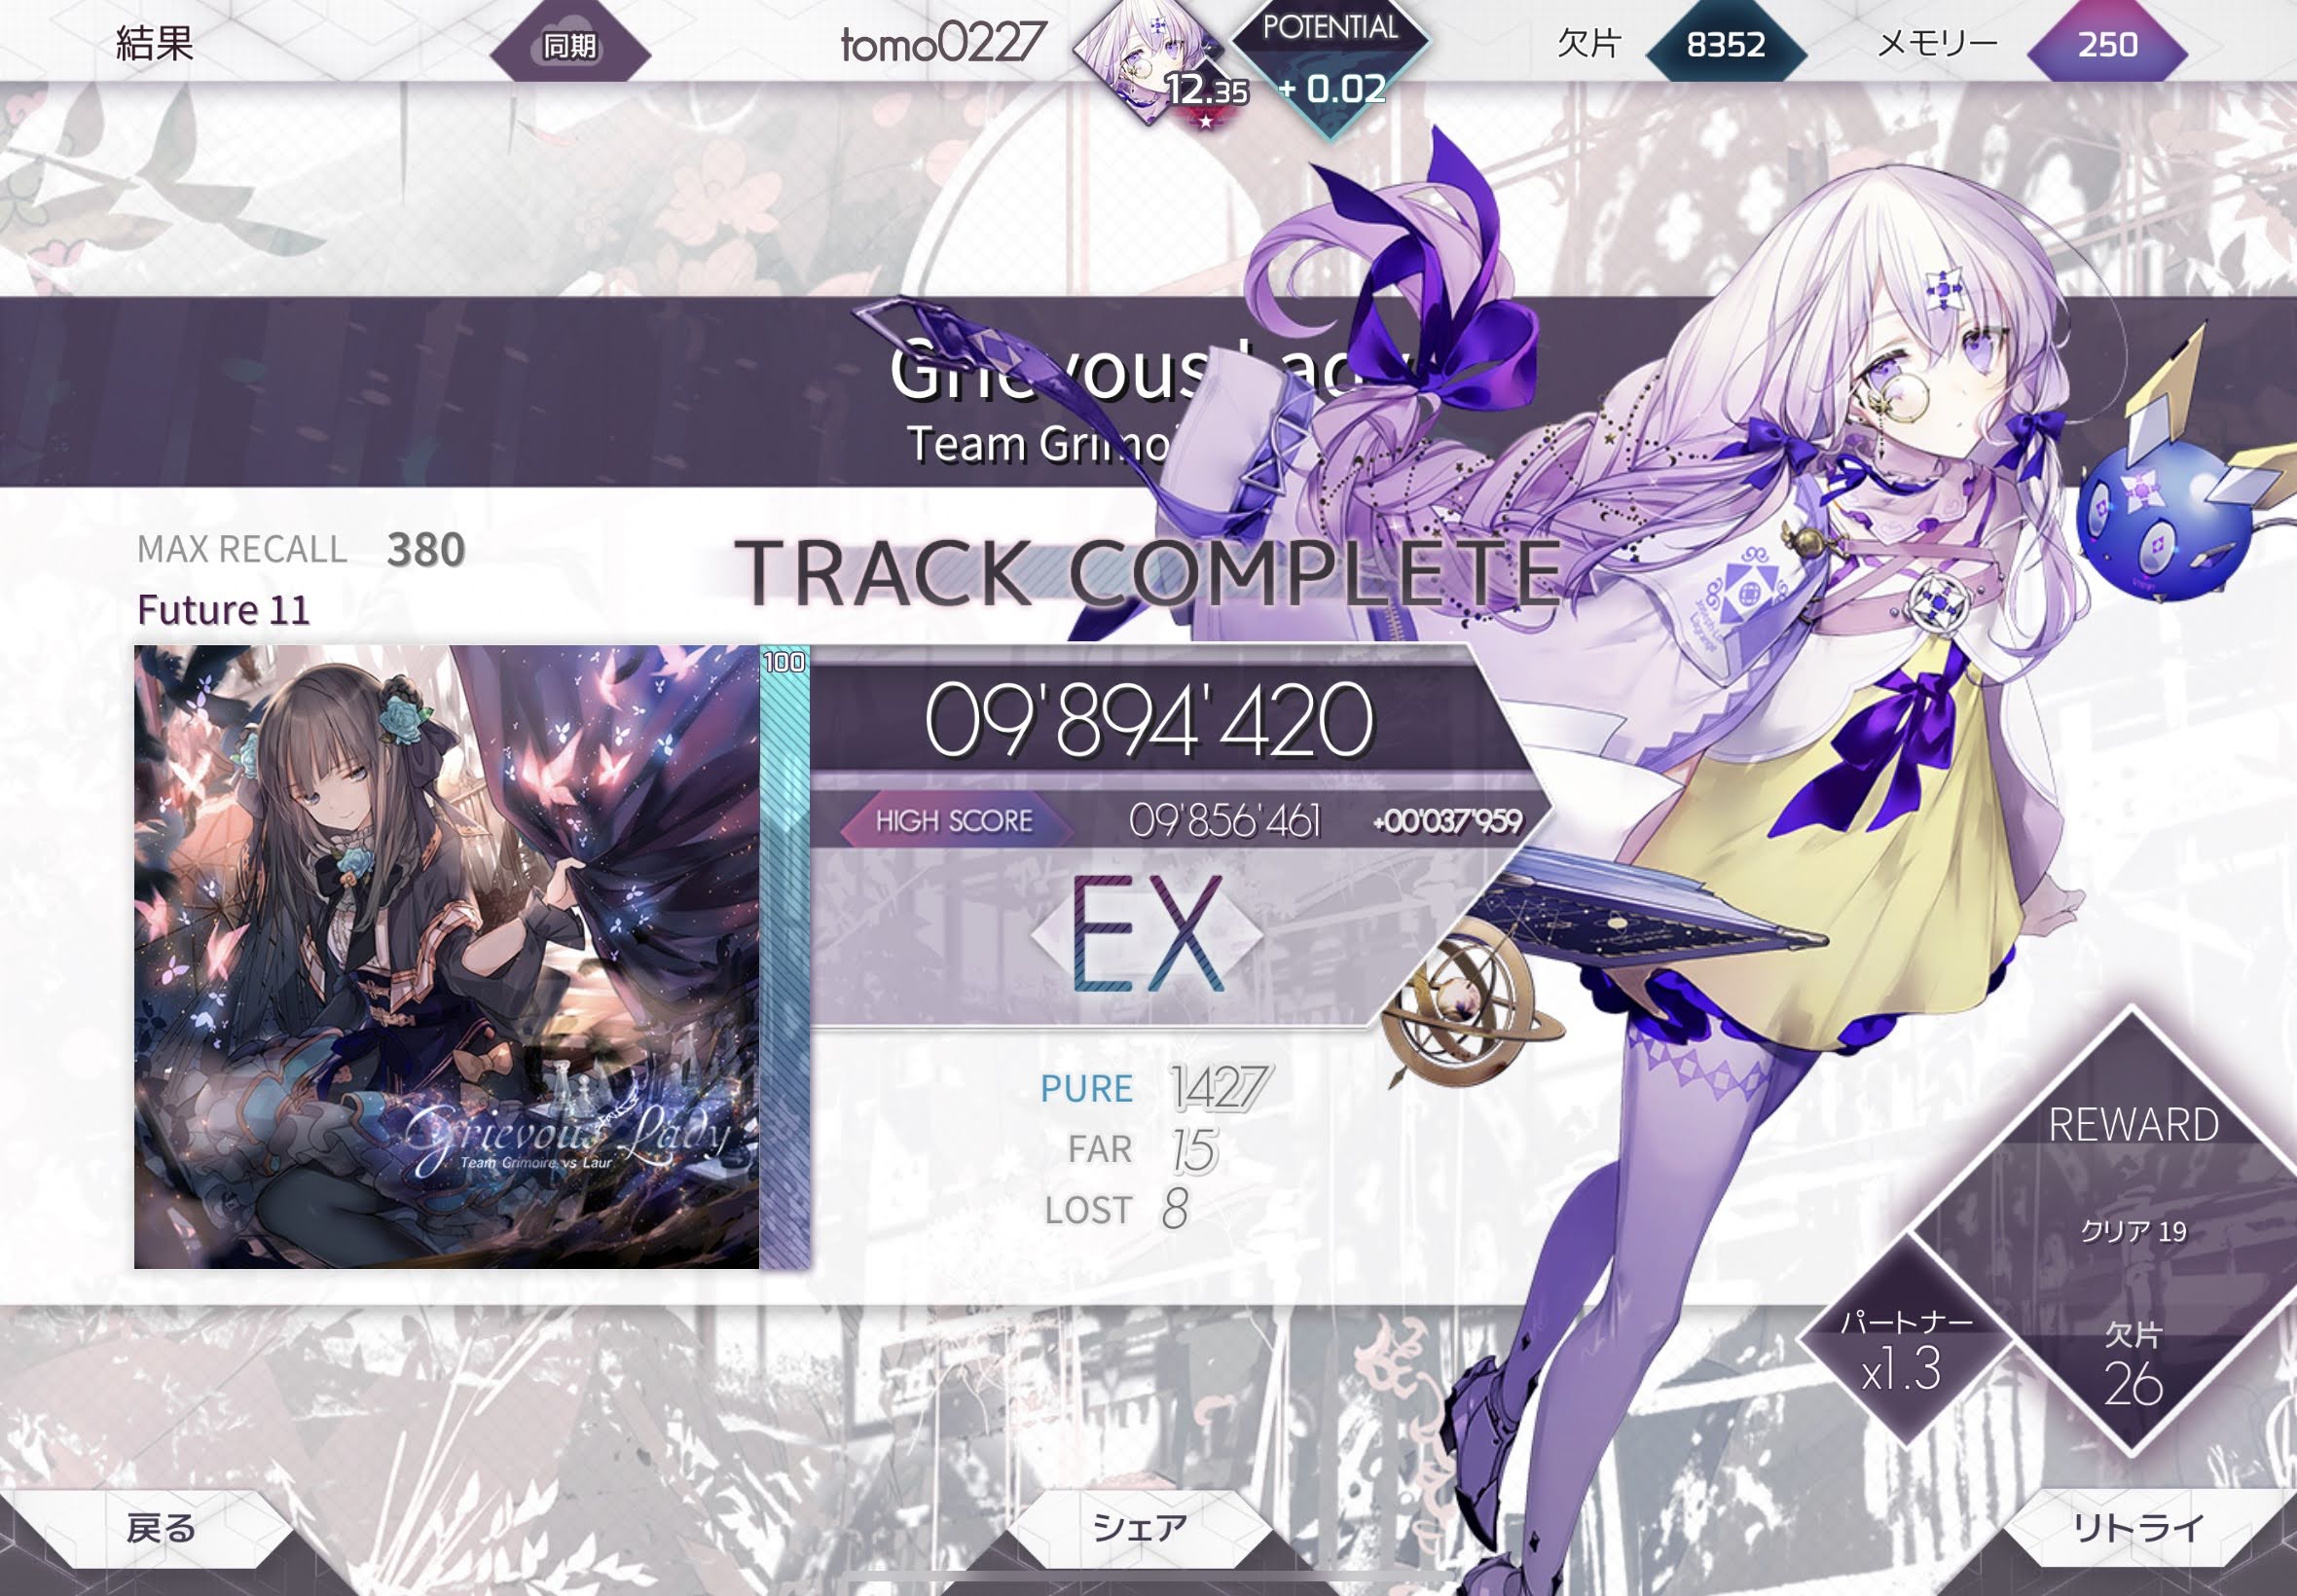 結果
同期
tomo0227
12.35
POTENTIAL
+ 0.02
欠片 8352
メモリー 250
Team
MAX RECALL 380
TRACK COMPLETE
Future 11
100
09'894'420
HIGH SCORE 09'856'461 +00'037'959
EX
Grievous Lady
Team Grimoire vs Laur
PURE 1427
FAR 15
LOST 8
REWARD
クリア 19
パートナー
x1.3
欠片
26
戻る
シェア
リトライ